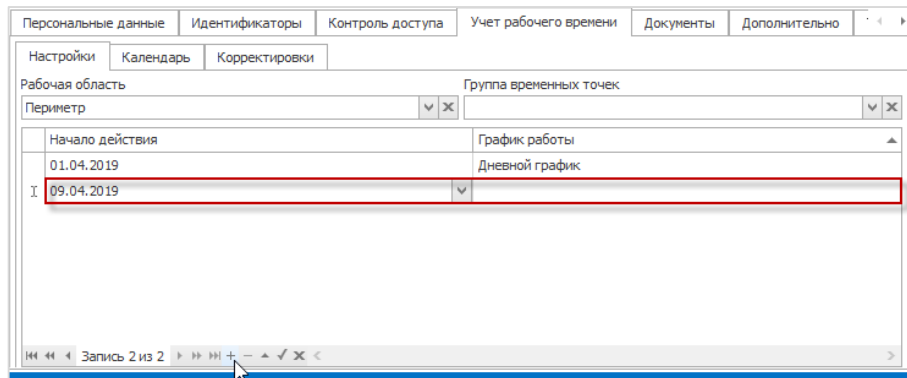 Персональные данные Идентификаторы Контроль доступа Учет рабочего времени Документы Дополнительно
Настройки Календарь Корректировки
Рабочая область Группа временных точек
Периметр
Начало действия График работы
01.04.2019 Дневной график
09.04.2019
Запись 2 из 2